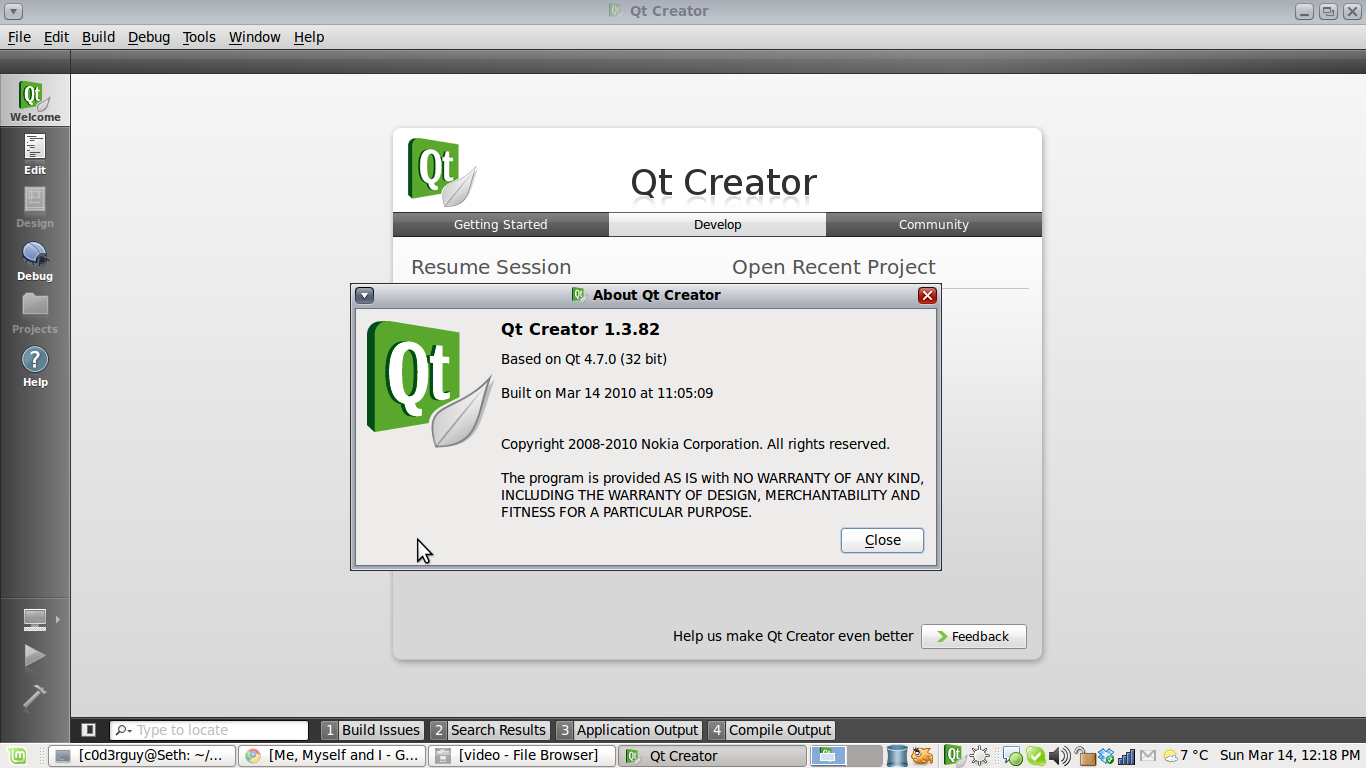 Qt Creator
File Edit Build Debug Tools Window Help
Qt
Welcome
Edit
Design
Debug
Projects
Help
Qt
Qt Creator
Getting Started Develop Community
Resume Session Open Recent Project
About Qt Creator
Qt
Qt Creator 1.3.82
Based on Qt 4.7.0 (32 bit)
Built on Mar 14 2010 at 11:05:09
Copyright 2008-2010 Nokia Corporation. All rights reserved.
The program is provided AS IS with NO WARRANTY OF ANY KIND,
INCLUDING THE WARRANTY OF DESIGN, MERCHANTABILITY AND
FITNESS FOR A PARTICULAR PURPOSE.
Close
Help us make Qt Creator even better Feedback
Type to locate 1 Build Issues 2 Search Results 3 Application Output 4 Compile Output
[c0d3rguy@Seth: ~/... [Me, Myself and I - G... [video - File Browser] Qt Creator 7 °C Sun Mar 14, 12:18 PM